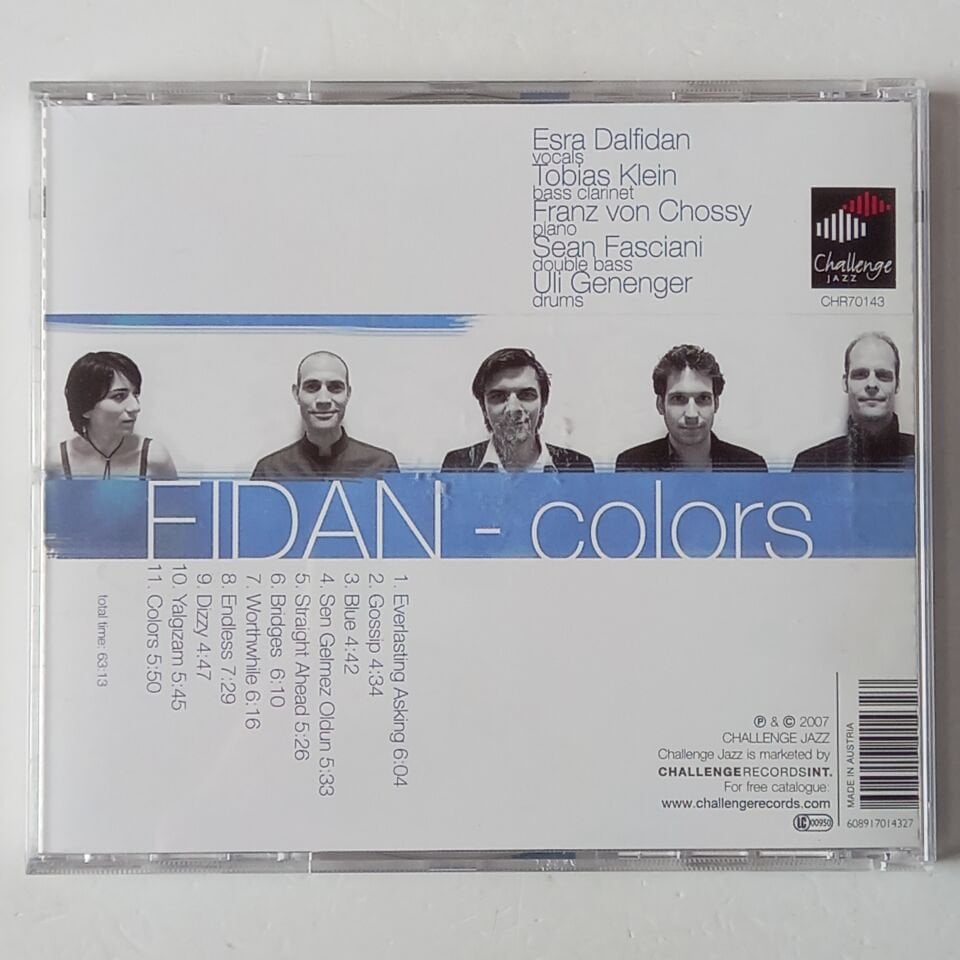 Esra Dalfidan
vocals
Tobias Klein
bass clarinet
Franz von Chossy
piano
Sean Fasciani
double bass
Uli Genenger
drums
Challenge
JAZZ
CHR70143
FIDAN - colors
1. Everlasting Asking 6:04
2. Gossip 4:34
3. Blue 4:42
4. Sen Gelmez Oldun 5:33
5. Straight Ahead 5:26
6. Bridges 6:10
7. Worthwhile 6:16
8. Endless 7:29
9. Dizzy 4:47
10. Yalgizam 5:45
11. Colors 5:50
total time: 63:13
℗ & © 2007
CHALLENGE JAZZ
Challenge Jazz is marketed by
CHALLENGERECORDSINT.
For free catalogue:
www.challengerecords.com
LC 00950
MADE IN AUSTRIA
608917014327